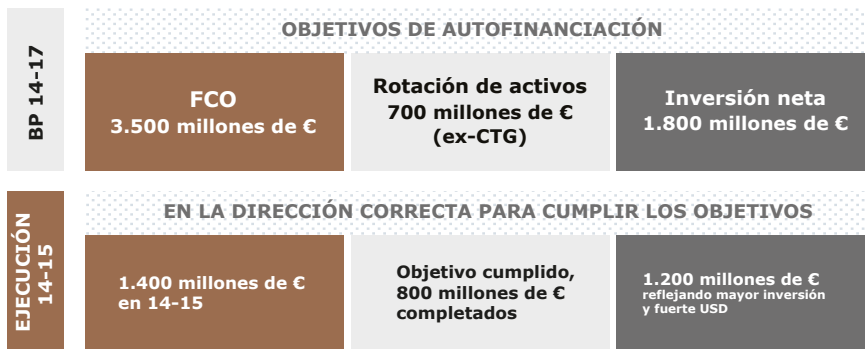 BP 14-17
OBJETIVOS DE AUTOFINANCIACIÓN
FCO
3.500 millones de €
Rotación de activos
700 millones de €
(ex-CTG)
Inversión neta
1.800 millones de €
EJECUCIÓN
14-15
EN LA DIRECCIÓN CORRECTA PARA CUMPLIR LOS OBJETIVOS
1.400 millones de €
en 14-15
Objetivo cumplido,
800 millones de €
completados
1.200 millones de €
reflejando mayor inversión
y fuerte USD